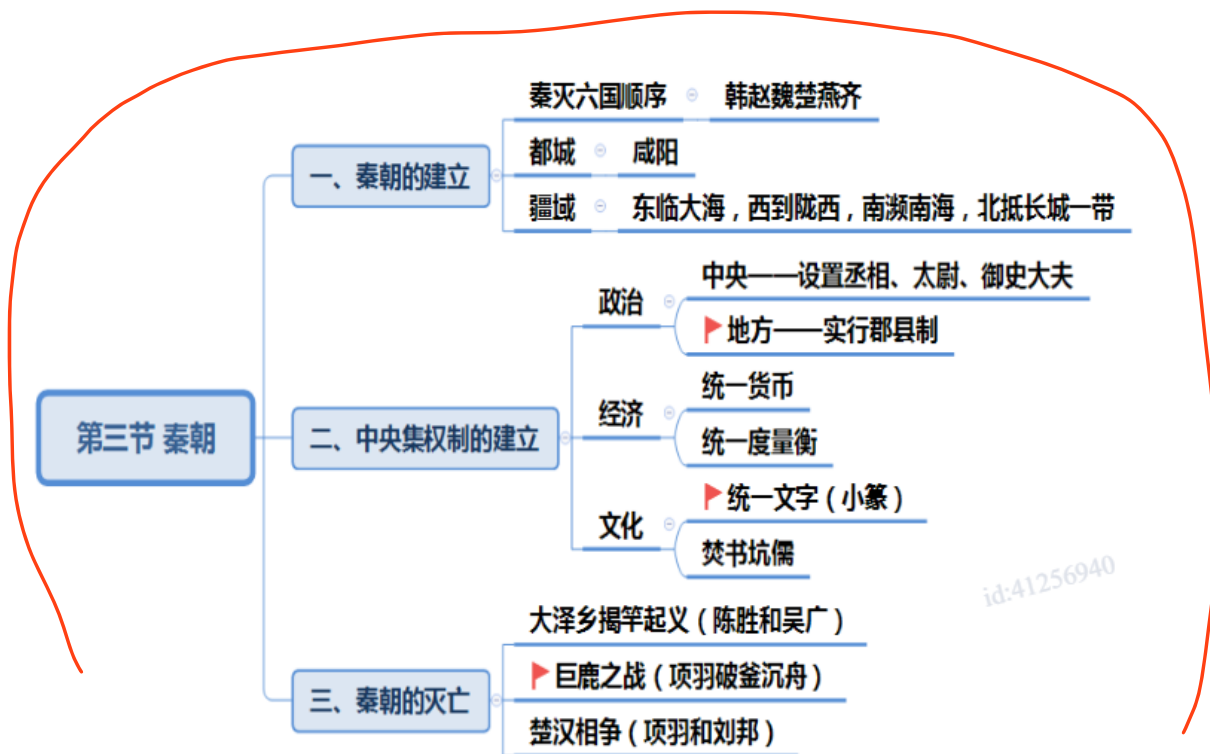 第三节 秦朝
一、秦朝的建立
秦灭六国顺序
韩赵魏楚燕齐
都城
咸阳
疆域
东临大海，西到陇西，南濒南海，北抵长城一带
二、中央集权制的建立
政治
中央——设置丞相、太尉、御史大夫
地方——实行郡县制
经济
统一货币
统一度量衡
文化
统一文字（小篆）
焚书坑儒
三、秦朝的灭亡
大泽乡揭竿起义（陈胜和吴广）
巨鹿之战（项羽破釜沉舟）
楚汉相争（项羽和刘邦）
id:41256940